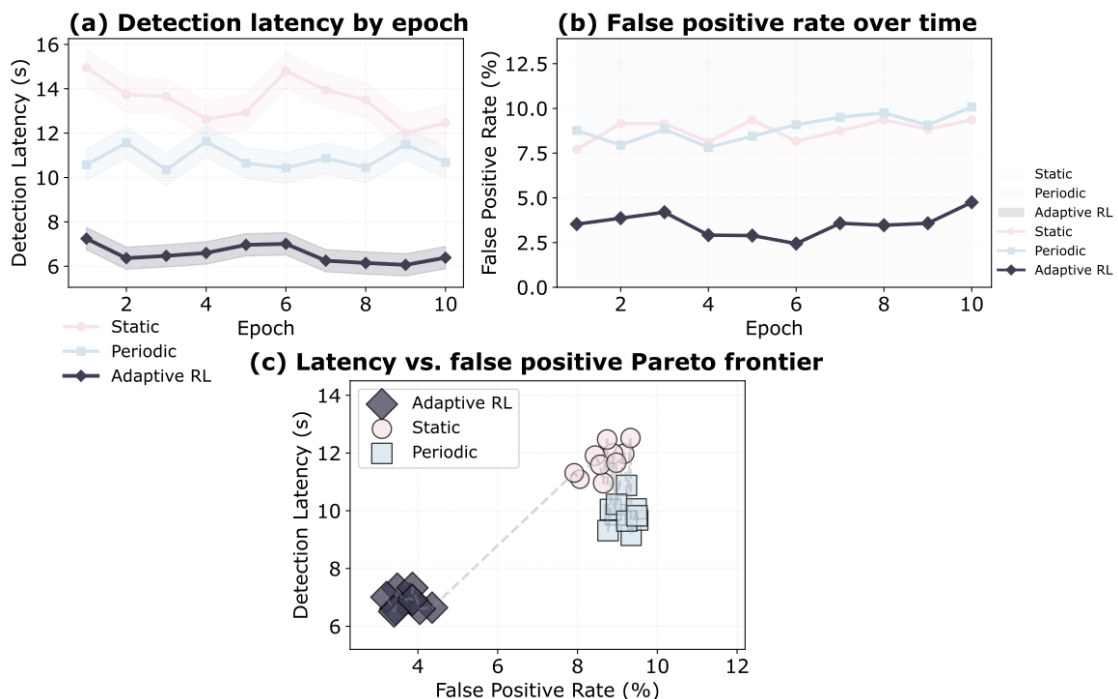 (a) Detection latency by epoch
Detection Latency (s)
16
14
12
10
8
6
2
4
6
8
10
Epoch
Static
Periodic
Adaptive RL
(b) False positive rate over time
False Positive Rate (%)
12.5
10.0
7.5
5.0
2.5
0.0
2
4
6
8
10
Epoch
Static
Periodic
Adaptive RL
Static
Periodic
Adaptive RL
(c) Latency vs. false positive Pareto frontier
Detection Latency (s)
14
12
10
8
6
Adaptive RL
Static
Periodic
4
6
8
10
12
False Positive Rate (%)